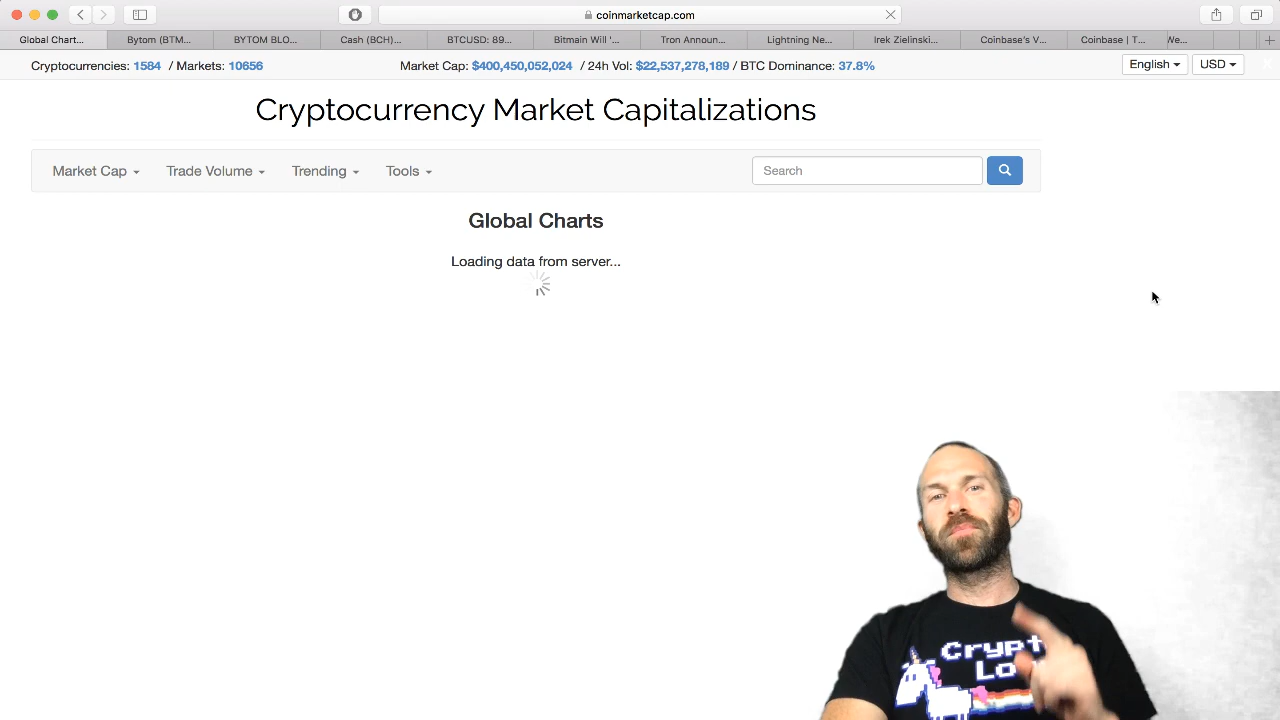 coinmarketcap.com
Global Chart...
Bytom (BTM...
BYTOM BLO...
Cash (BCH)...
BTCUSD: 89...
Bitmain Will '...
Tron Announ...
Lightning Ne...
Irek Zielinski...
Coinbase's V...
Coinbase | T...
We...
Cryptocurrencies: 1584 / Markets: 10656
Market Cap: $400,450,052,024 / 24h Vol: $22,537,278,189 / BTC Dominance: 37.8%
English
USD
Cryptocurrency Market Capitalizations
Market Cap
Trade Volume
Trending
Tools
Search
Global Charts
Loading data from server...
Crypt
Lo